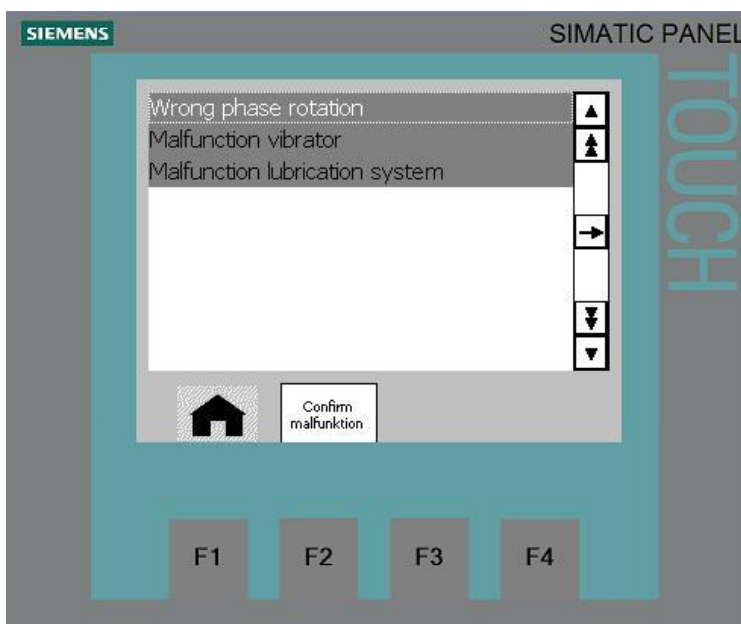 SIEMENS
SIMATIC PANEL
TOUCH
Wrong phase rotation
Malfunction vibrator
Malfunction lubrication system
Confirm
malfunktion
F1
F2
F3
F4